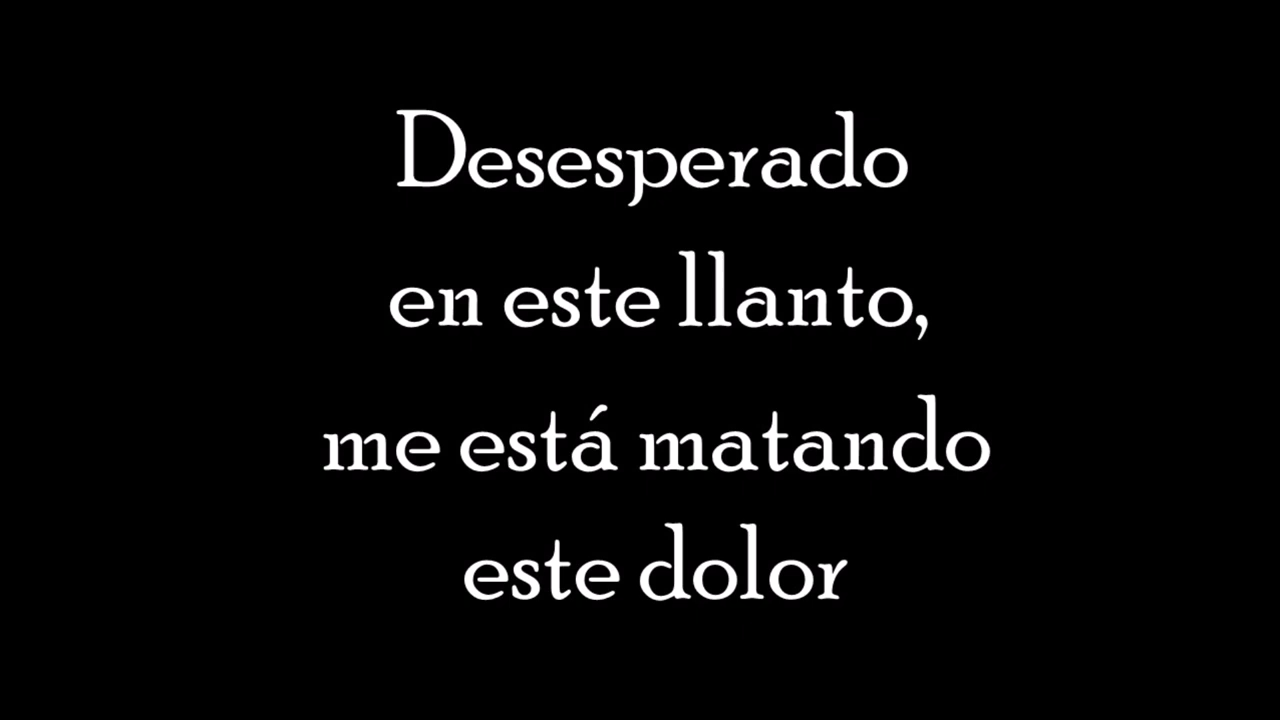 Desesperado
en este llanto,
me está matando
este dolor